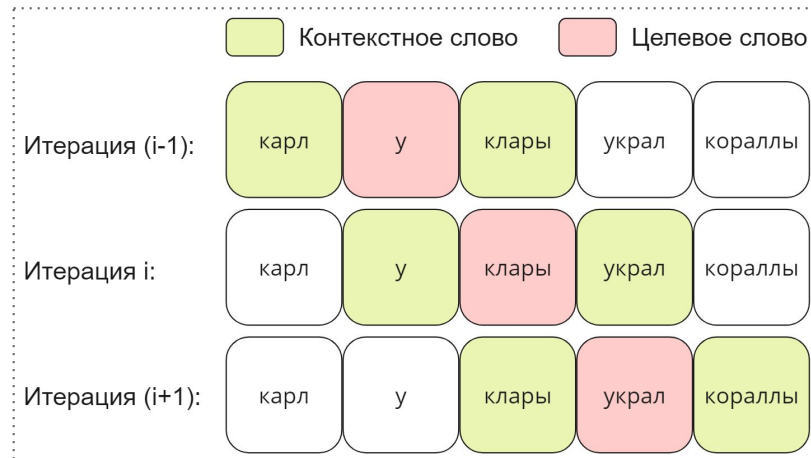 Контекстное слово Целевое слово
Итерация (i-1): карл у клары украл кораллы
Итерация i: карл у клары украл кораллы
Итерация (i+1): карл у клары украл кораллы